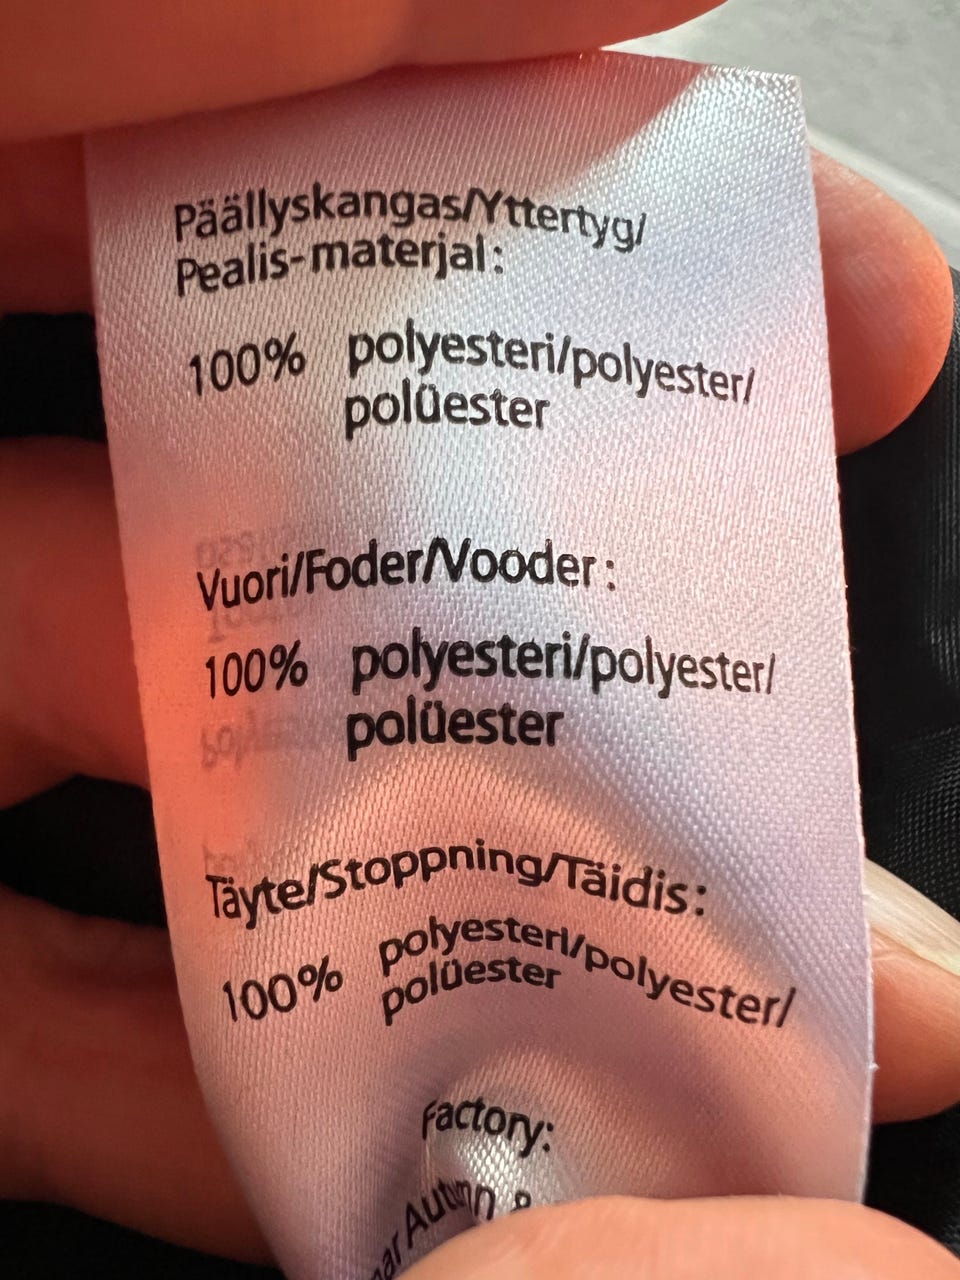 Päällyskangas/Yttertyg/
Pealis-materjal:
100% polyesteri/polyester/
polüester
Vuori/Foder/Vooder:
100% polyesteri/polyester/
polüester
Täyte/Stoppning/Täidis:
100% polyesteri/polyester/
polüester
Factory:
Autmn &